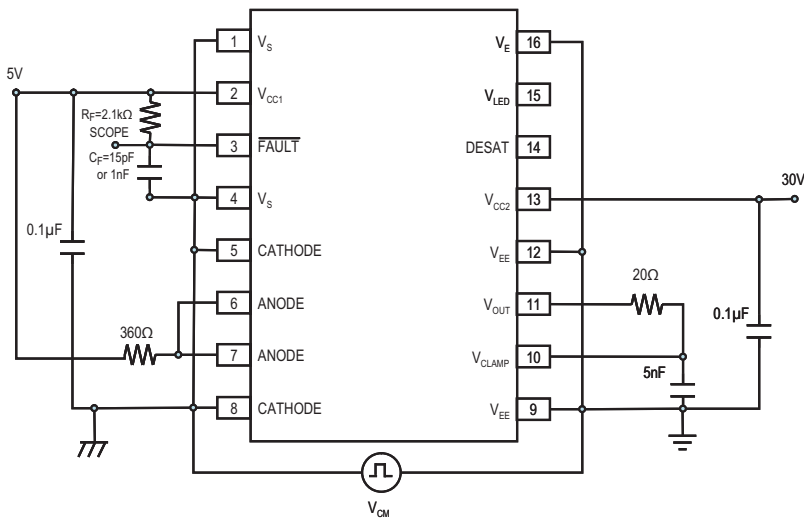 1 V_S
V_E 16
5V
V_LED 15
2 V_CC1
R_F=2.1kΩ
SCOPE
3 F̅A̅U̅L̅T̅
DESAT 14
C_F=15pF
or 1nF
4 V_S
V_CC2 13
30V
0.1µF
5 CATHODE
V_EE 12
20Ω
6 ANODE
V_OUT 11
0.1µF
360Ω
7 ANODE
V_CLAMP 10
5nF
8 CATHODE
V_EE 9
V_CM